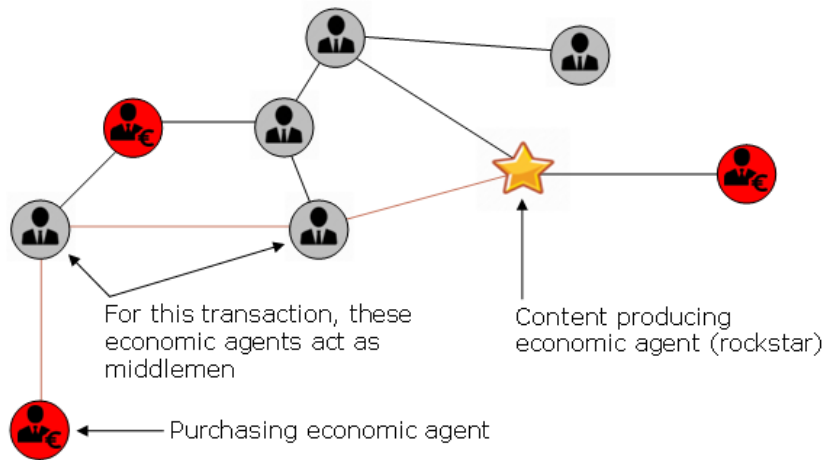 For this transaction, these
economic agents act as
middlemen
Content producing
economic agent (rockstar)
Purchasing economic agent
€
€
€